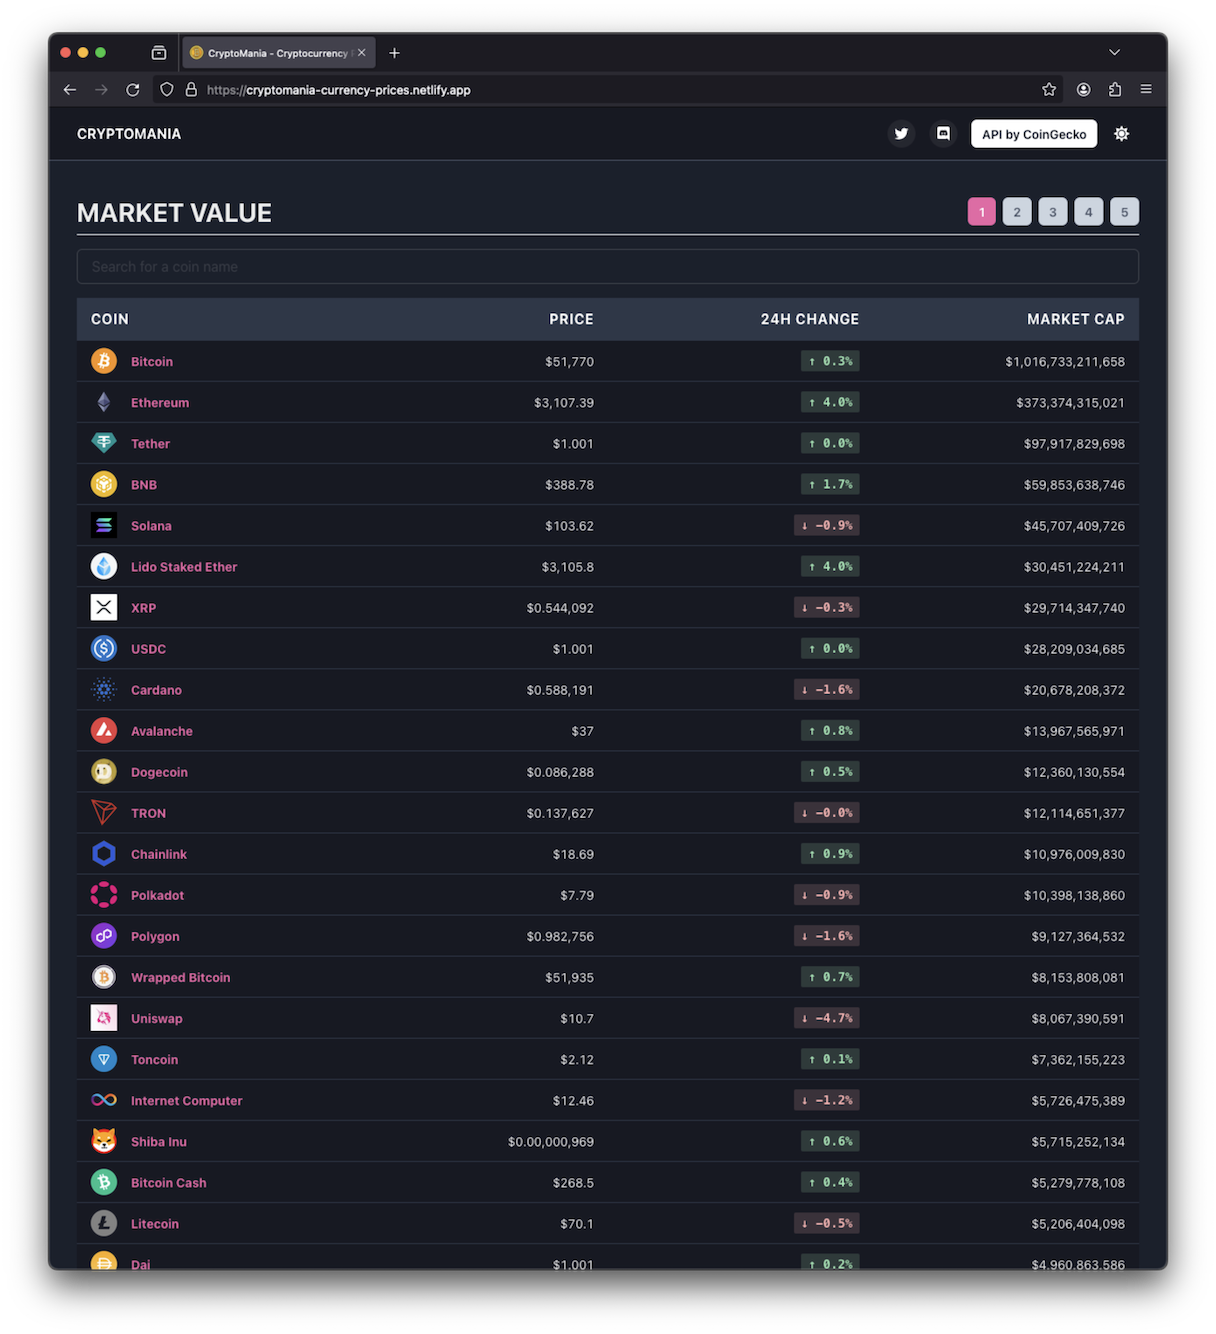 CryptoMania - Cryptocurrency
https://cryptomania-currency-prices.netlify.app
CRYPTOMANIA
API by CoinGecko
MARKET VALUE
1 2 3 4 5
Search for a coin name
COIN PRICE 24H CHANGE MARKET CAP
Bitcoin $51,770 ↑ 0.3% $1,016,733,211,658
Ethereum $3,107.39 ↑ 4.0% $373,374,315,021
Tether $1.001 ↑ 0.0% $97,917,829,698
BNB $388.78 ↑ 1.7% $59,853,638,746
Solana $103.62 ↓ -0.9% $45,707,409,726
Lido Staked Ether $3,105.8 ↑ 4.0% $30,451,224,211
XRP $0.544,092 ↓ -0.3% $29,714,347,740
USDC $1.001 ↑ 0.0% $28,209,034,685
Cardano $0.588,191 ↓ -1.6% $20,678,208,372
Avalanche $37 ↑ 0.8% $13,967,565,971
Dogecoin $0.086,288 ↑ 0.5% $12,360,130,554
TRON $0.137,627 ↓ -0.0% $12,114,651,377
Chainlink $18.69 ↑ 0.9% $10,976,009,830
Polkadot $7.79 ↓ -0.9% $10,398,138,860
Polygon $0.982,756 ↓ -1.6% $9,127,364,532
Wrapped Bitcoin $51,935 ↑ 0.7% $8,153,808,081
Uniswap $10.7 ↓ -4.7% $8,067,390,591
Toncoin $2.12 ↑ 0.1% $7,362,155,223
Internet Computer $12.46 ↓ -1.2% $5,726,475,389
Shiba Inu $0.00,000,969 ↑ 0.6% $5,715,252,134
Bitcoin Cash $268.5 ↑ 0.4% $5,279,778,108
Litecoin $70.1 ↓ -0.5% $5,206,404,098
Dai $1.001 ↑ 0.2% $4,960,863,586